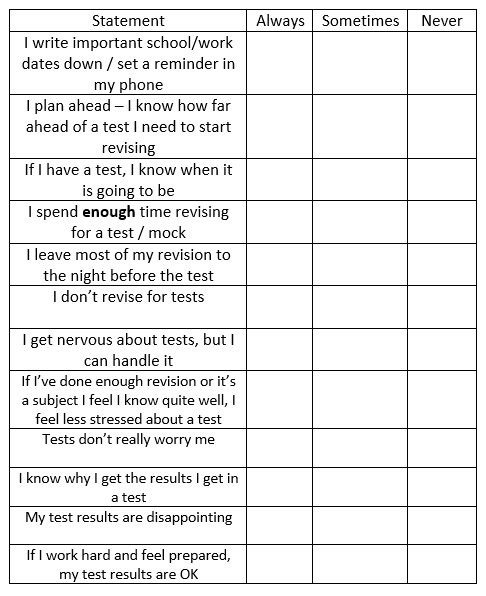 Statement Always Sometimes Never
I write important school/work
dates down / set a reminder in
my phone
I plan ahead – I know how far
ahead of a test I need to start
revising
If I have a test, I know when it
is going to be
I spend enough time revising
for a test / mock
I leave most of my revision to
the night before the test
I don't revise for tests
I get nervous about tests, but I
can handle it
If I've done enough revision or it's
a subject I feel I know quite well, I
feel less stressed about a test
Tests don't really worry me
I know why I get the results I get in
a test
My test results are disappointing
If I work hard and feel prepared,
my test results are OK